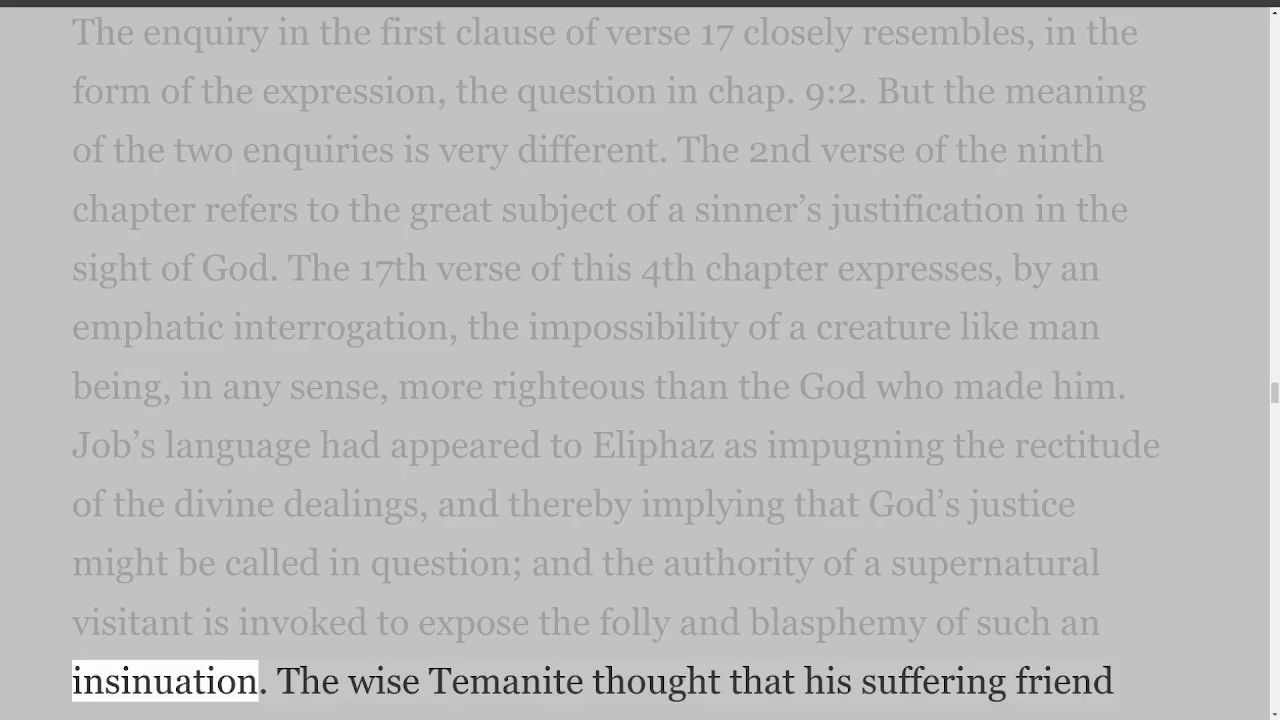 The enquiry in the first clause of verse 17 closely resembles, in the
form of the expression, the question in chap. 9:2. But the meaning
of the two enquiries is very different. The 2nd verse of the ninth
chapter refers to the great subject of a sinner’s justification in the
sight of God. The 17th verse of this 4th chapter expresses, by an
emphatic interrogation, the impossibility of a creature like man
being, in any sense, more righteous than the God who made him.
Job’s language had appeared to Eliphaz as impugning the rectitude
of the divine dealings, and thereby implying that God’s justice
might be called in question; and the authority of a supernatural
visitant is invoked to expose the folly and blasphemy of such an
insinuation. The wise Temanite thought that his suffering friend